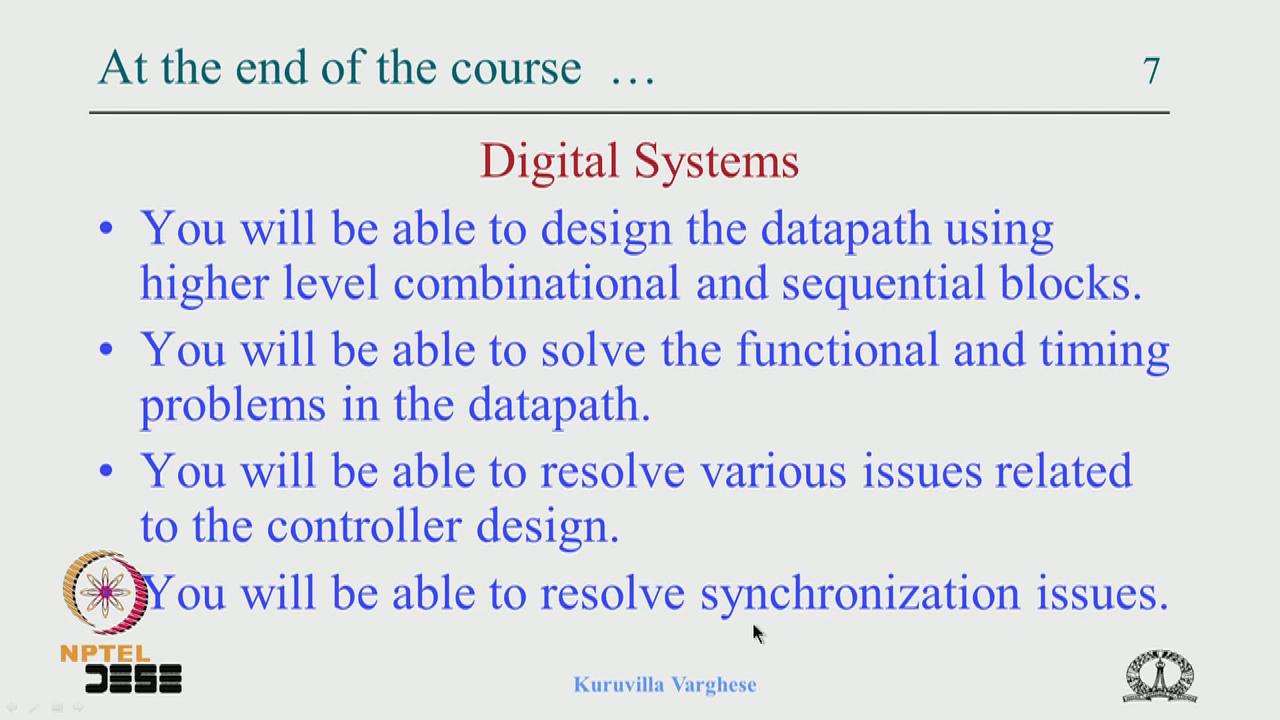 At the end of the course … 7
Digital Systems
• You will be able to design the datapath using
higher level combinational and sequential blocks.
• You will be able to solve the functional and timing
problems in the datapath.
• You will be able to resolve various issues related
to the controller design.
You will be able to resolve synchronization issues.
NPTEL
DESE
Kuruvilla Varghese